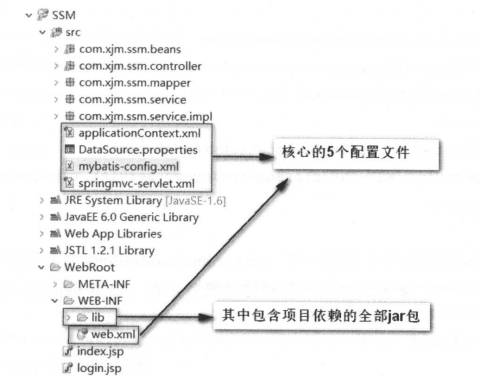 SSM
src
com.xjm.ssm.beans
com.xjm.ssm.controller
com.xjm.ssm.mapper
com.xjm.ssm.service
com.xjm.ssm.service.impl
applicationContext.xml
DataSource.properties
mybatis-config.xml
springmvc-servlet.xml
核心的5个配置文件
JRE System Library [JavaSE-1.6]
JavaEE 6.0 Generic Library
Web App Libraries
JSTL 1.2.1 Library
WebRoot
META-INF
WEB-INF
lib
其中包含项目依赖的全部jar包
web.xml
index.jsp
login.jsp